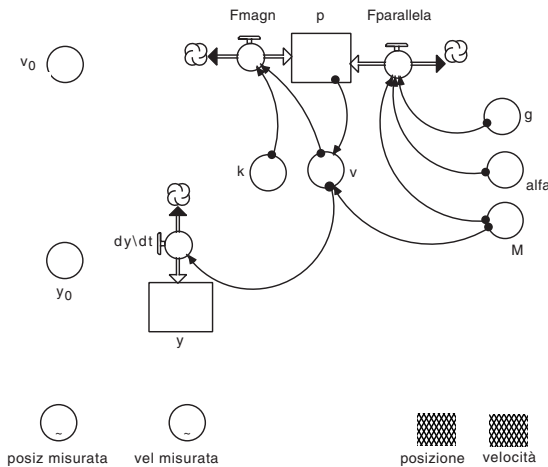 Fmagn p Fparallela
v0
g
k v alfa
dy\dt M
y0
y
~ ~
posiz misurata vel misurata posizione velocità